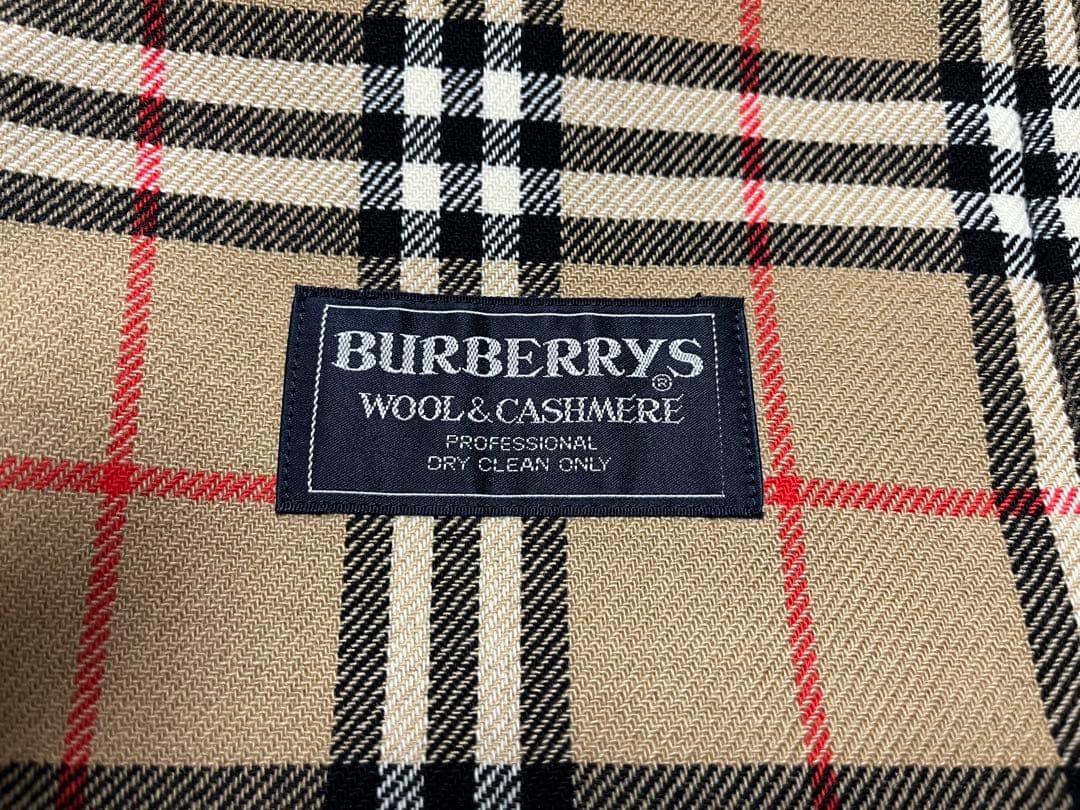 BURBERRYS®
WOOL & CASHMERE
PROFESSIONAL
DRY CLEAN ONLY